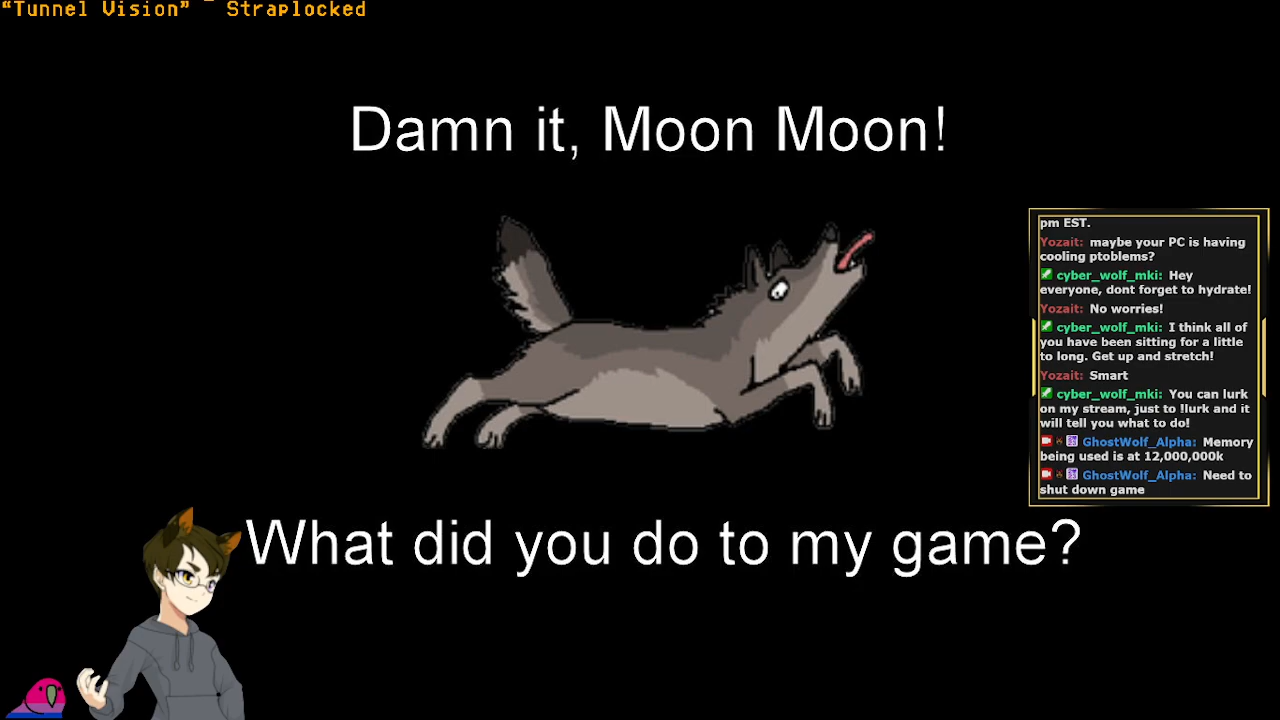 "Tunnel Vision" ~ Straplocked
Damn it, Moon Moon!
pm EST.
Yozait: maybe your PC is having
cooling ptoblems?
cyber_wolf_mki: Hey
everyone, dont forget to hydrate!
Yozait: No worries!
cyber_wolf_mki: I think all of
you have been sitting for a little
to long. Get up and stretch!
Yozait: Smart
cyber_wolf_mki: You can lurk
on my stream, just to !lurk and it
will tell you what to do!
GhostWolf_Alpha: Memory
being used is at 12,000,000k
GhostWolf_Alpha: Need to
shut down game
What did you do to my game?